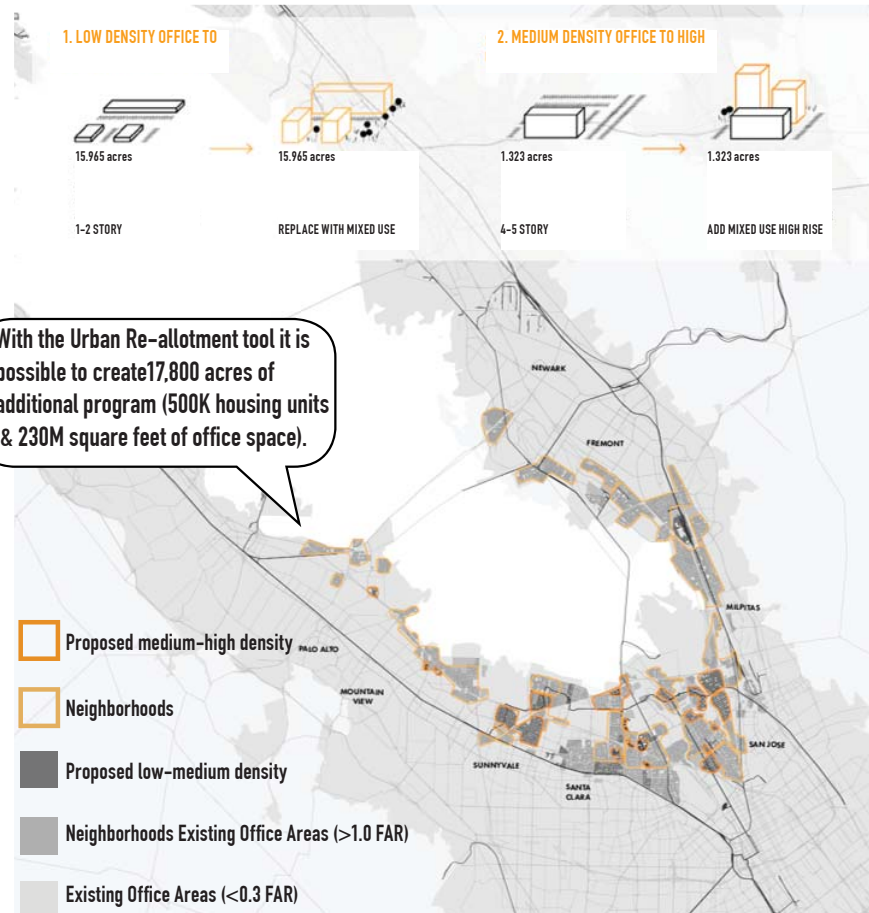 1. LOW DENSITY OFFICE TO
2. MEDIUM DENSITY OFFICE TO HIGH
15.965 acres
15.965 acres
1.323 acres
1.323 acres
1-2 STORY
REPLACE WITH MIXED USE
4-5 STORY
ADD MIXED USE HIGH RISE
With the Urban Re-allotment tool it is
possible to create17,800 acres of
additional program (500K housing units
& 230M square feet of office space).
NEWARK
FREMONT
MILPITAS
PALO ALTO
MOUNTAIN
VIEW
SUNNYVALE
SANTA
CLARA
SAN JOSE
Proposed medium-high density
Neighborhoods
Proposed low-medium density
Neighborhoods Existing Office Areas (>1.0 FAR)
Existing Office Areas (<0.3 FAR)